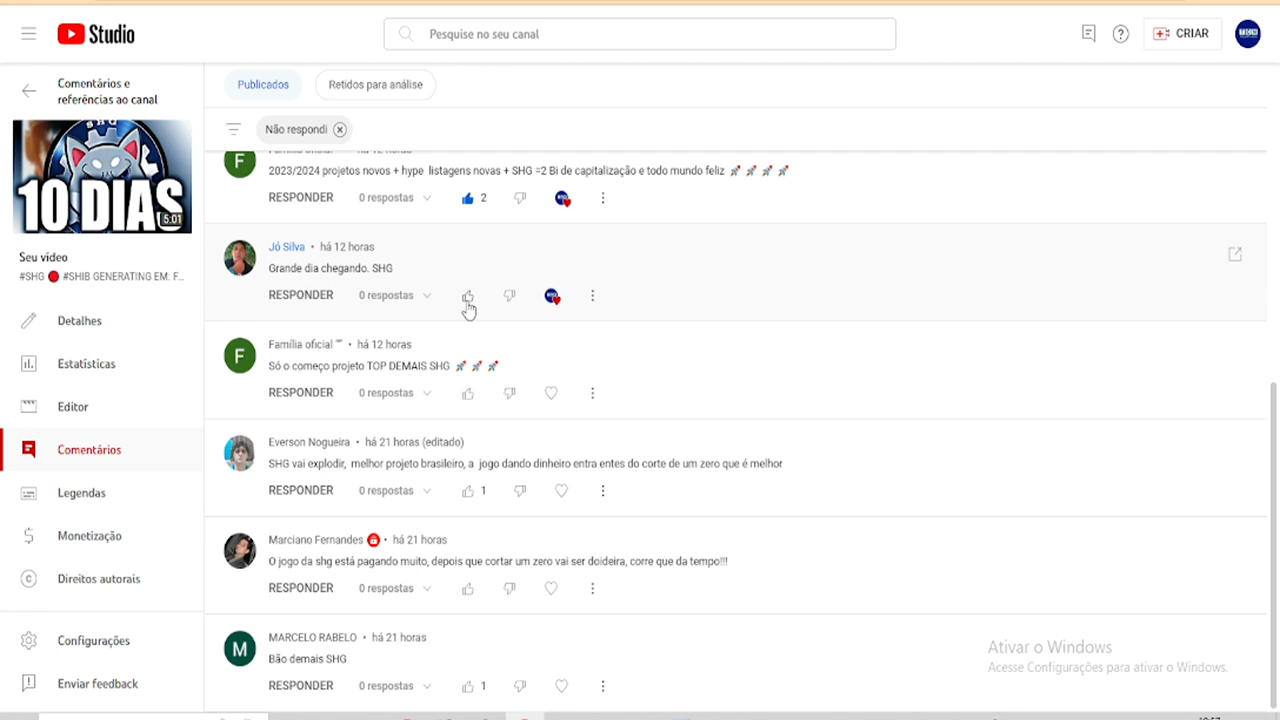 Studio
Pesquise no seu canal
CRIAR
Comentários e
referências ao canal
SHG
10 DIAS
5:01
Seu vídeo
#SHG 🔴 #SHIB GENERATING EM: F...
Detalhes
Estatísticas
Editor
Comentários
Legendas
Monetização
Direitos autorais
Configurações
Enviar feedback
Publicados
Retidos para análise
Não respondi
F
2023/2024 projetos novos + hype listagens novas + SHG =2 Bi de capitalização e todo mundo feliz 🚀 🚀 🚀 🚀
RESPONDER 0 respostas 2
Jó Silva • há 12 horas
Grande dia chegando. SHG
RESPONDER 0 respostas
F
Família oficial ™ • há 12 horas
Só o começo projeto TOP DEMAIS SHG 🚀 🚀 🚀
RESPONDER 0 respostas
Everson Nogueira • há 21 horas (editado)
SHG vai explodir, melhor projeto brasileiro, a jogo dando dinheiro entra entes do corte de um zero que é melhor
RESPONDER 0 respostas 1
Marciano Fernandes • há 21 horas
O jogo da shg está pagando muito, depois que cortar um zero vai ser doideira, corre que da tempo!!!
RESPONDER 0 respostas
M
MARCELO RABELO • há 21 horas
Bão demais SHG
RESPONDER 0 respostas 1
Ativar o Windows
Acesse Configurações para ativar o Windows.